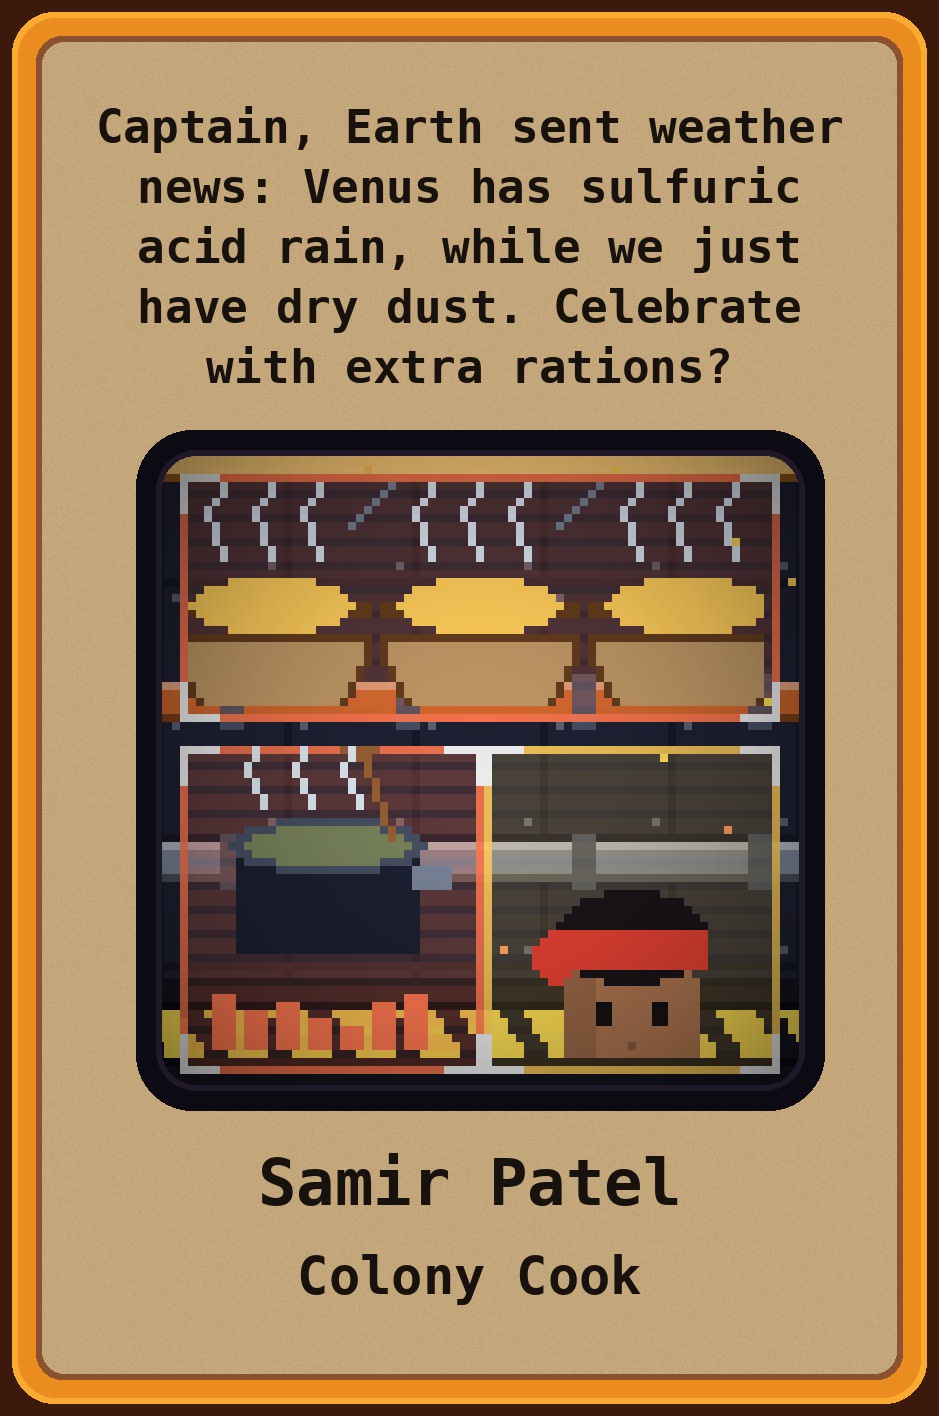 Captain, Earth sent weather
news: Venus has sulfuric
acid rain, while we just
have dry dust. Celebrate
with extra rations?
Samir Patel
Colony Cook